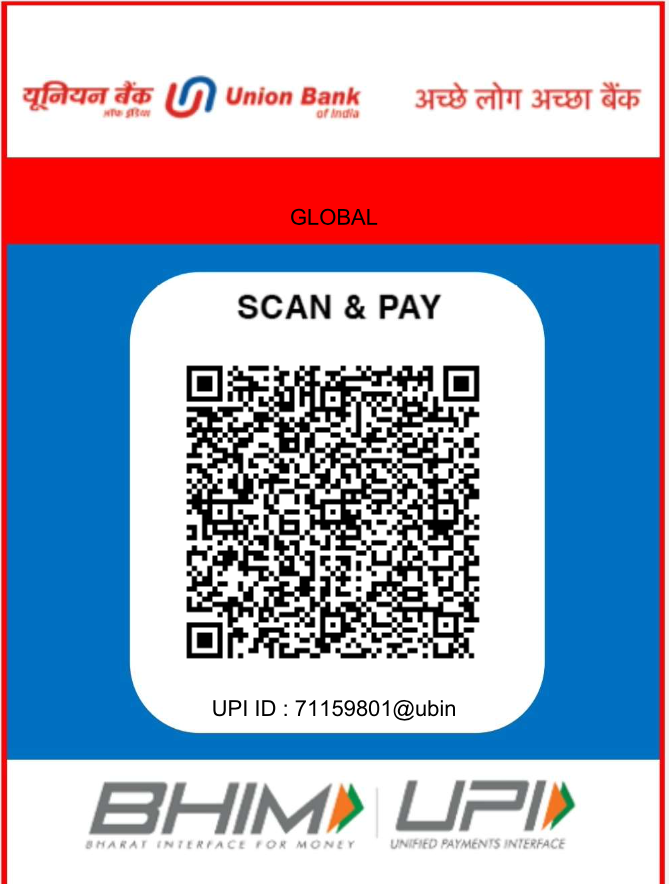 यूनियन बैंक Union Bank अच्छे लोग अच्छा बैंक
ऑफ इंडिया of India
GLOBAL
SCAN & PAY
UPI ID : 71159801@ubin
BHIM UPI
BHARAT INTERFACE FOR MONEY UNIFIED PAYMENTS INTERFACE